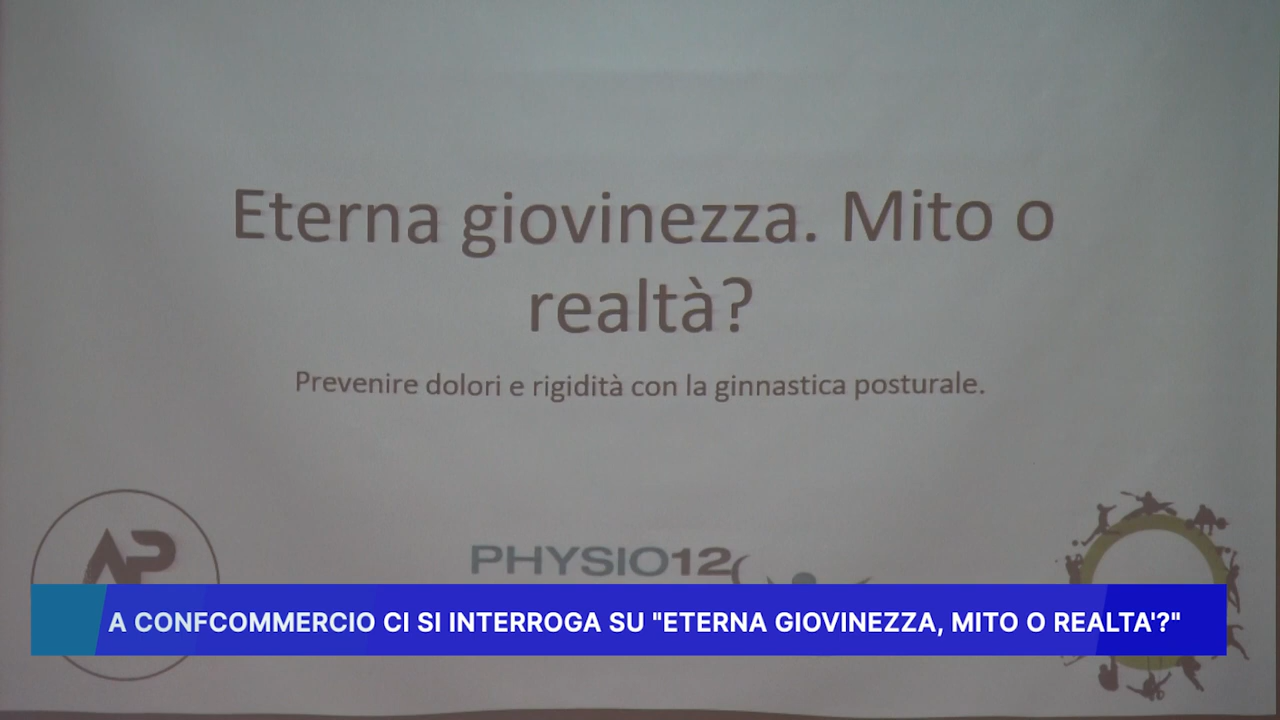 Eterna giovinezza. Mito o
realtà?
Prevenire dolori e rigidità con la ginnastica posturale.
AP
PHYSIO12
A CONFCOMMERCIO CI SI INTERROGA SU "ETERNA GIOVINEZZA, MITO O REALTA'?"